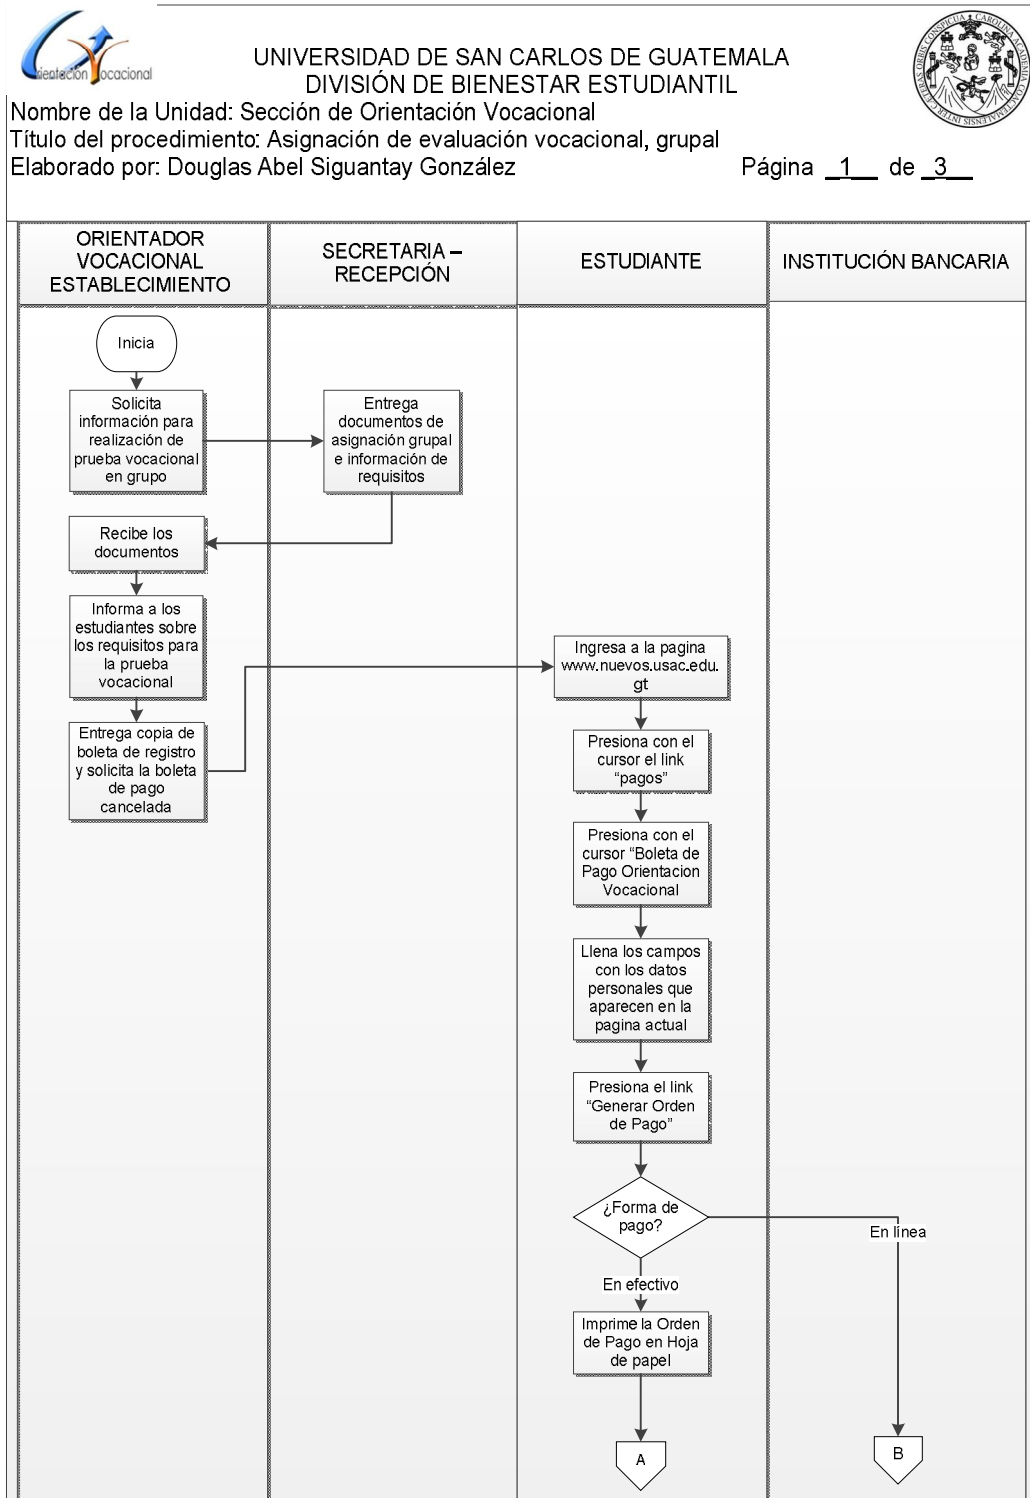 Orientación Vocacional
UNIVERSIDAD DE SAN CARLOS DE GUATEMALA
DIVISIÓN DE BIENESTAR ESTUDIANTIL
Nombre de la Unidad: Sección de Orientación Vocacional
Título del procedimiento: Asignación de evaluación vocacional, grupal
Elaborado por: Douglas Abel Siguantay González
Página 1 de 3
ORIENTADOR
VOCACIONAL
ESTABLECIMIENTO
SECRETARIA –
RECEPCIÓN
ESTUDIANTE
INSTITUCIÓN BANCARIA
Inicia
Solicita
información para
realización de
prueba vocacional
en grupo
Entrega
documentos de
asignación grupal
e información de
requisitos
Recibe los
documentos
Informa a los
estudiantes sobre
los requisitos para
la prueba
vocacional
Entrega copia de
boleta de registro
y solicita la boleta
de pago
cancelada
Ingresa a la pagina
www.nuevos.usac.edu.
gt
Presiona con el
cursor el link
“pagos”
Presiona con el
cursor “Boleta de
Pago Orientacion
Vocacional
Llena los campos
con los datos
personales que
aparecen en la
pagina actual
Presiona el link
“Generar Orden
de Pago”
¿Forma de
pago?
En línea
En efectivo
Imprime la Orden
de Pago en Hoja
de papel
A
B